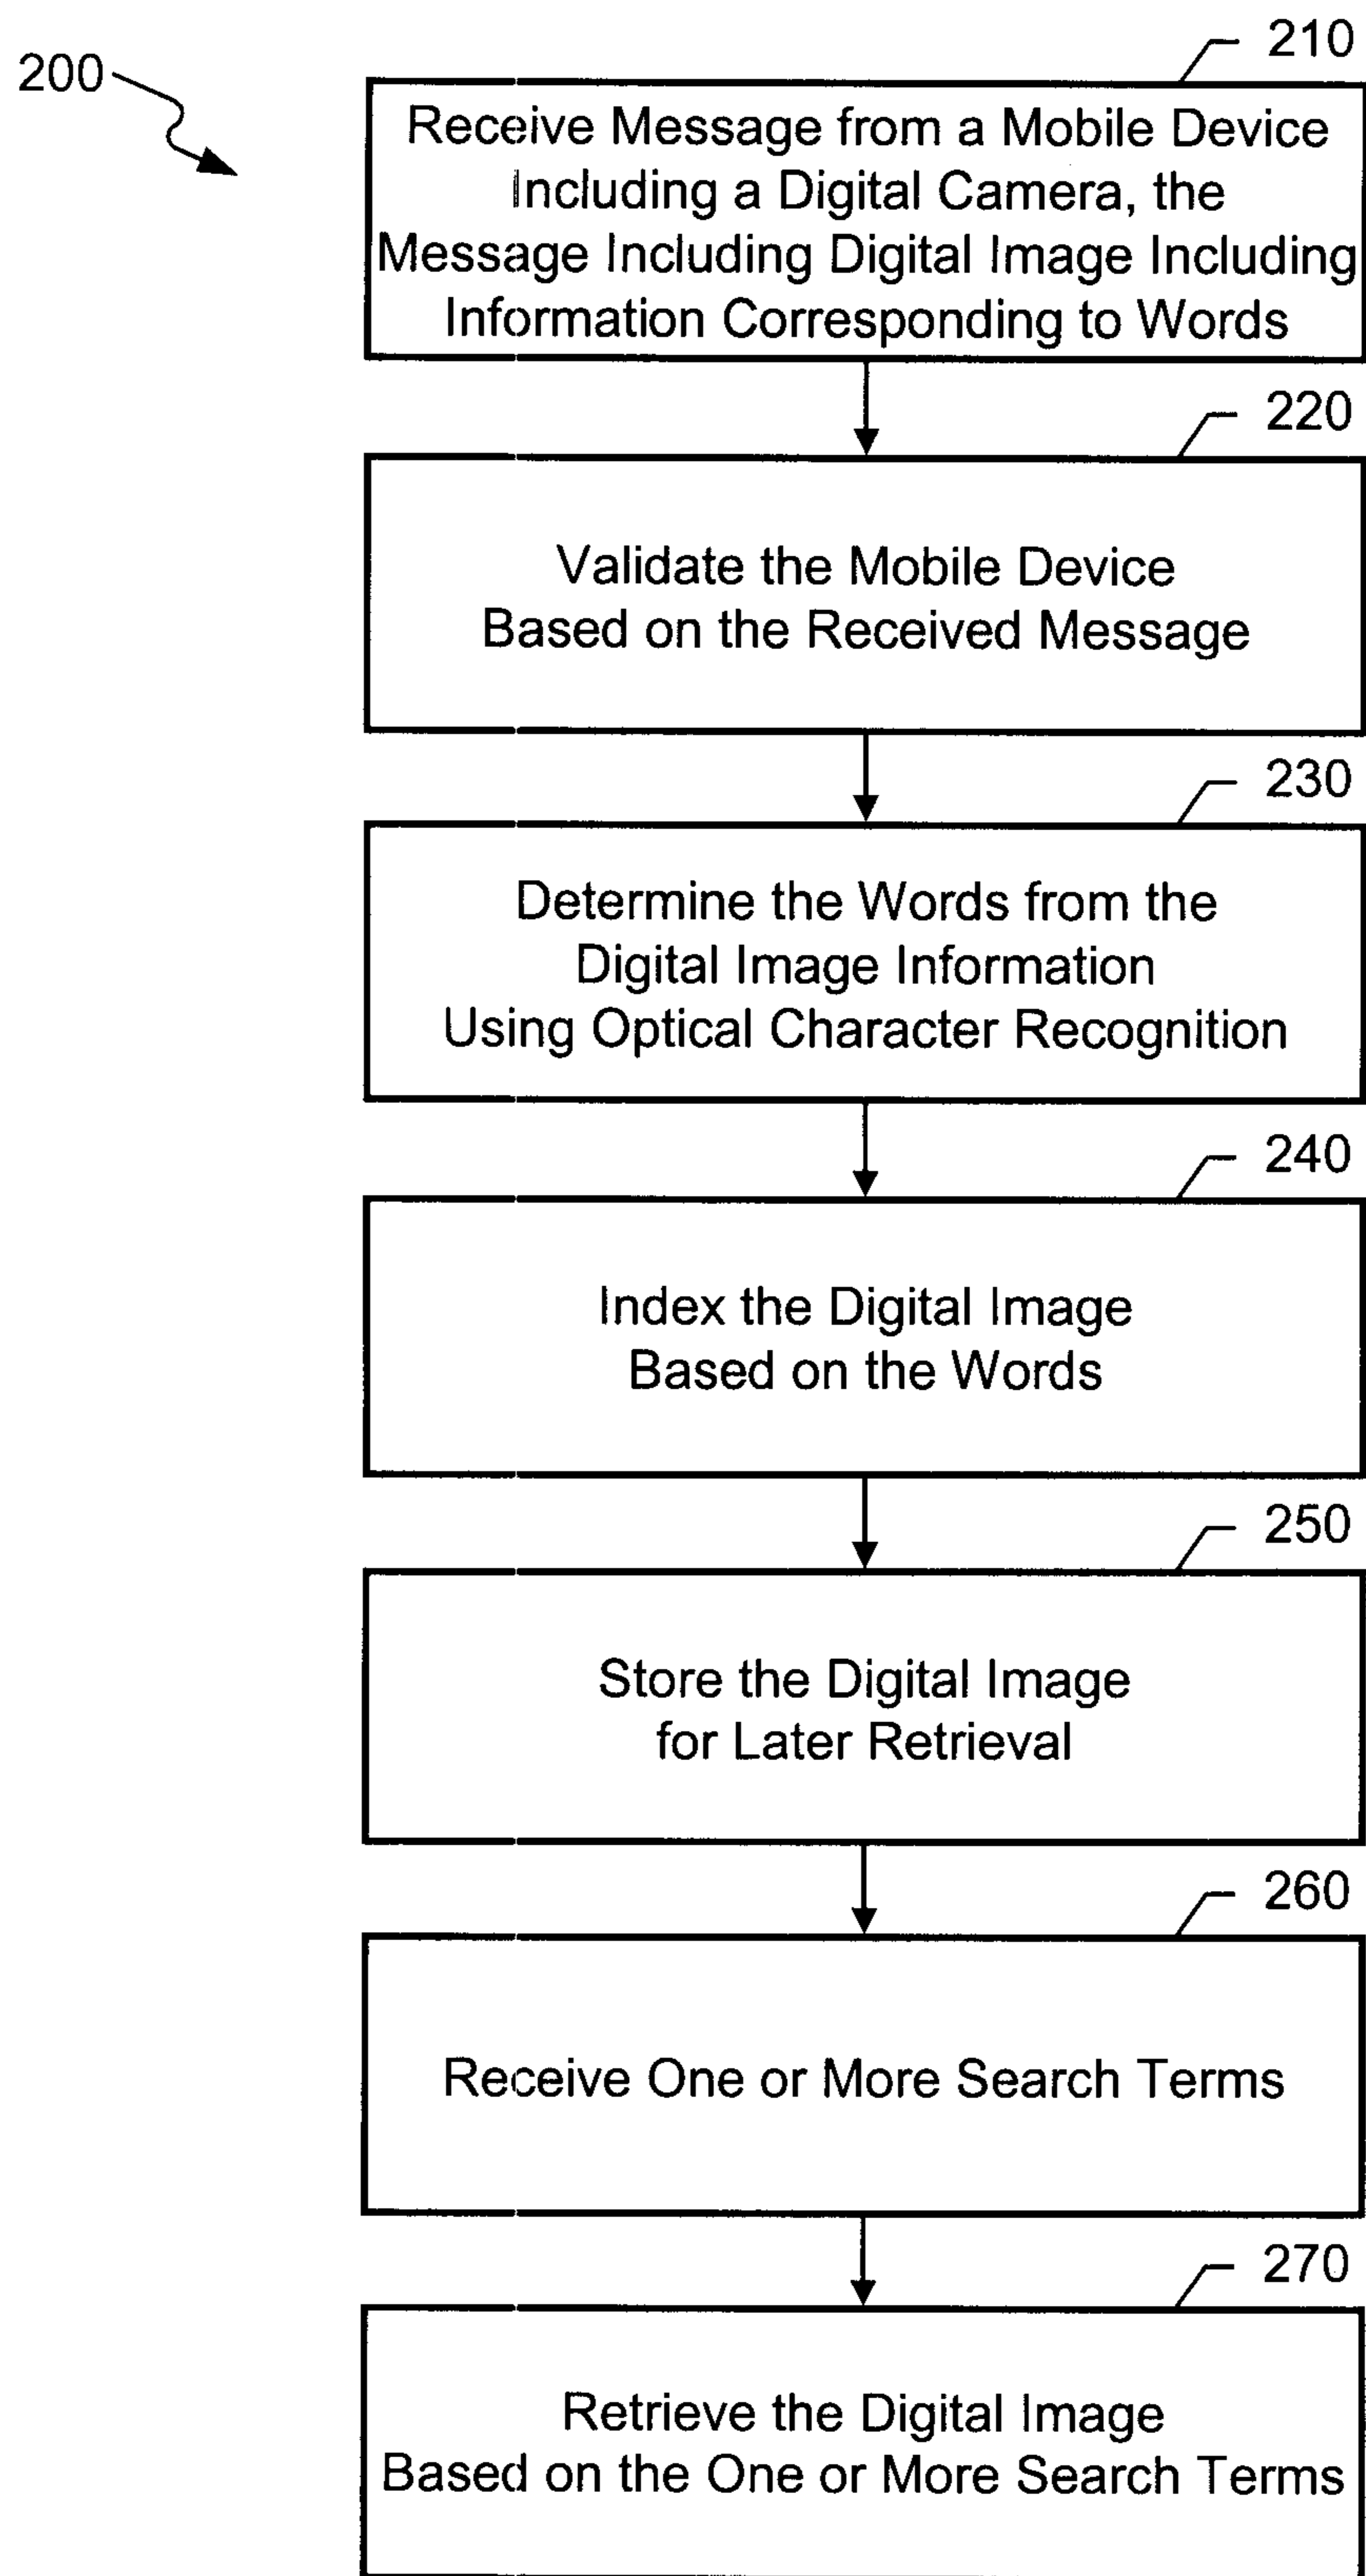 210
200
Receive Message from a Mobile Device
Including a Digital Camera, the
Message Including Digital Image Including
Information Corresponding to Words
220
Validate the Mobile Device
Based on the Received Message
230
Determine the Words from the
Digital Image Information
Using Optical Character Recognition
240
Index the Digital Image
Based on the Words
250
Store the Digital Image
for Later Retrieval
260
Receive One or More Search Terms
270
Retrieve the Digital Image
Based on the One or More Search Terms